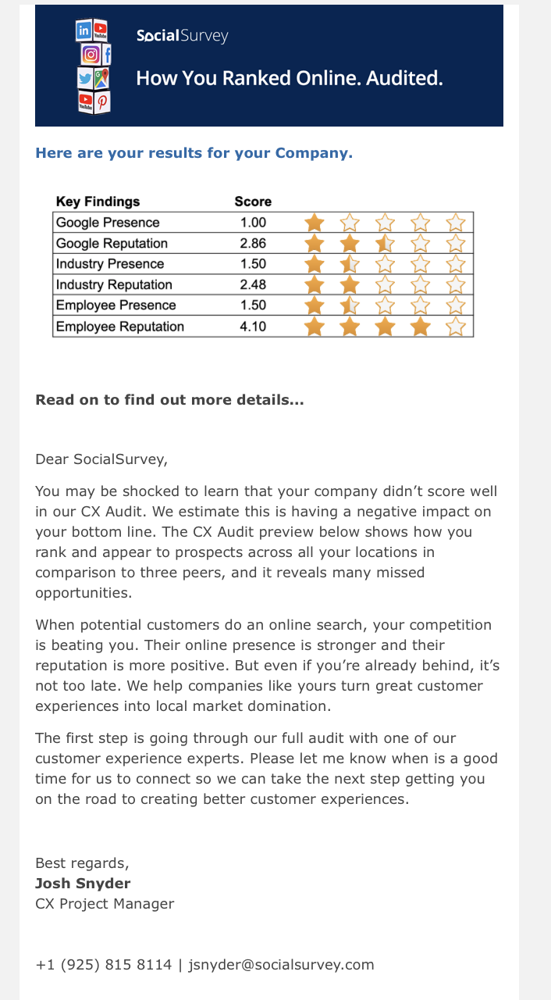 in
YouTube
SocialSurvey
f
How You Ranked Online. Audited.
G
YouTube
Here are your results for your Company.
Key Findings Score
Google Presence 1.00
Google Reputation 2.86
Industry Presence 1.50
Industry Reputation 2.48
Employee Presence 1.50
Employee Reputation 4.10
Read on to find out more details...
Dear SocialSurvey,
You may be shocked to learn that your company didn’t score well
in our CX Audit. We estimate this is having a negative impact on
your bottom line. The CX Audit preview below shows how you
rank and appear to prospects across all your locations in
comparison to three peers, and it reveals many missed
opportunities.
When potential customers do an online search, your competition
is beating you. Their online presence is stronger and their
reputation is more positive. But even if you’re already behind, it’s
not too late. We help companies like yours turn great customer
experiences into local market domination.
The first step is going through our full audit with one of our
customer experience experts. Please let me know when is a good
time for us to connect so we can take the next step getting you
on the road to creating better customer experiences.
Best regards,
Josh Snyder
CX Project Manager
+1 (925) 815 8114 | jsnyder@socialsurvey.com